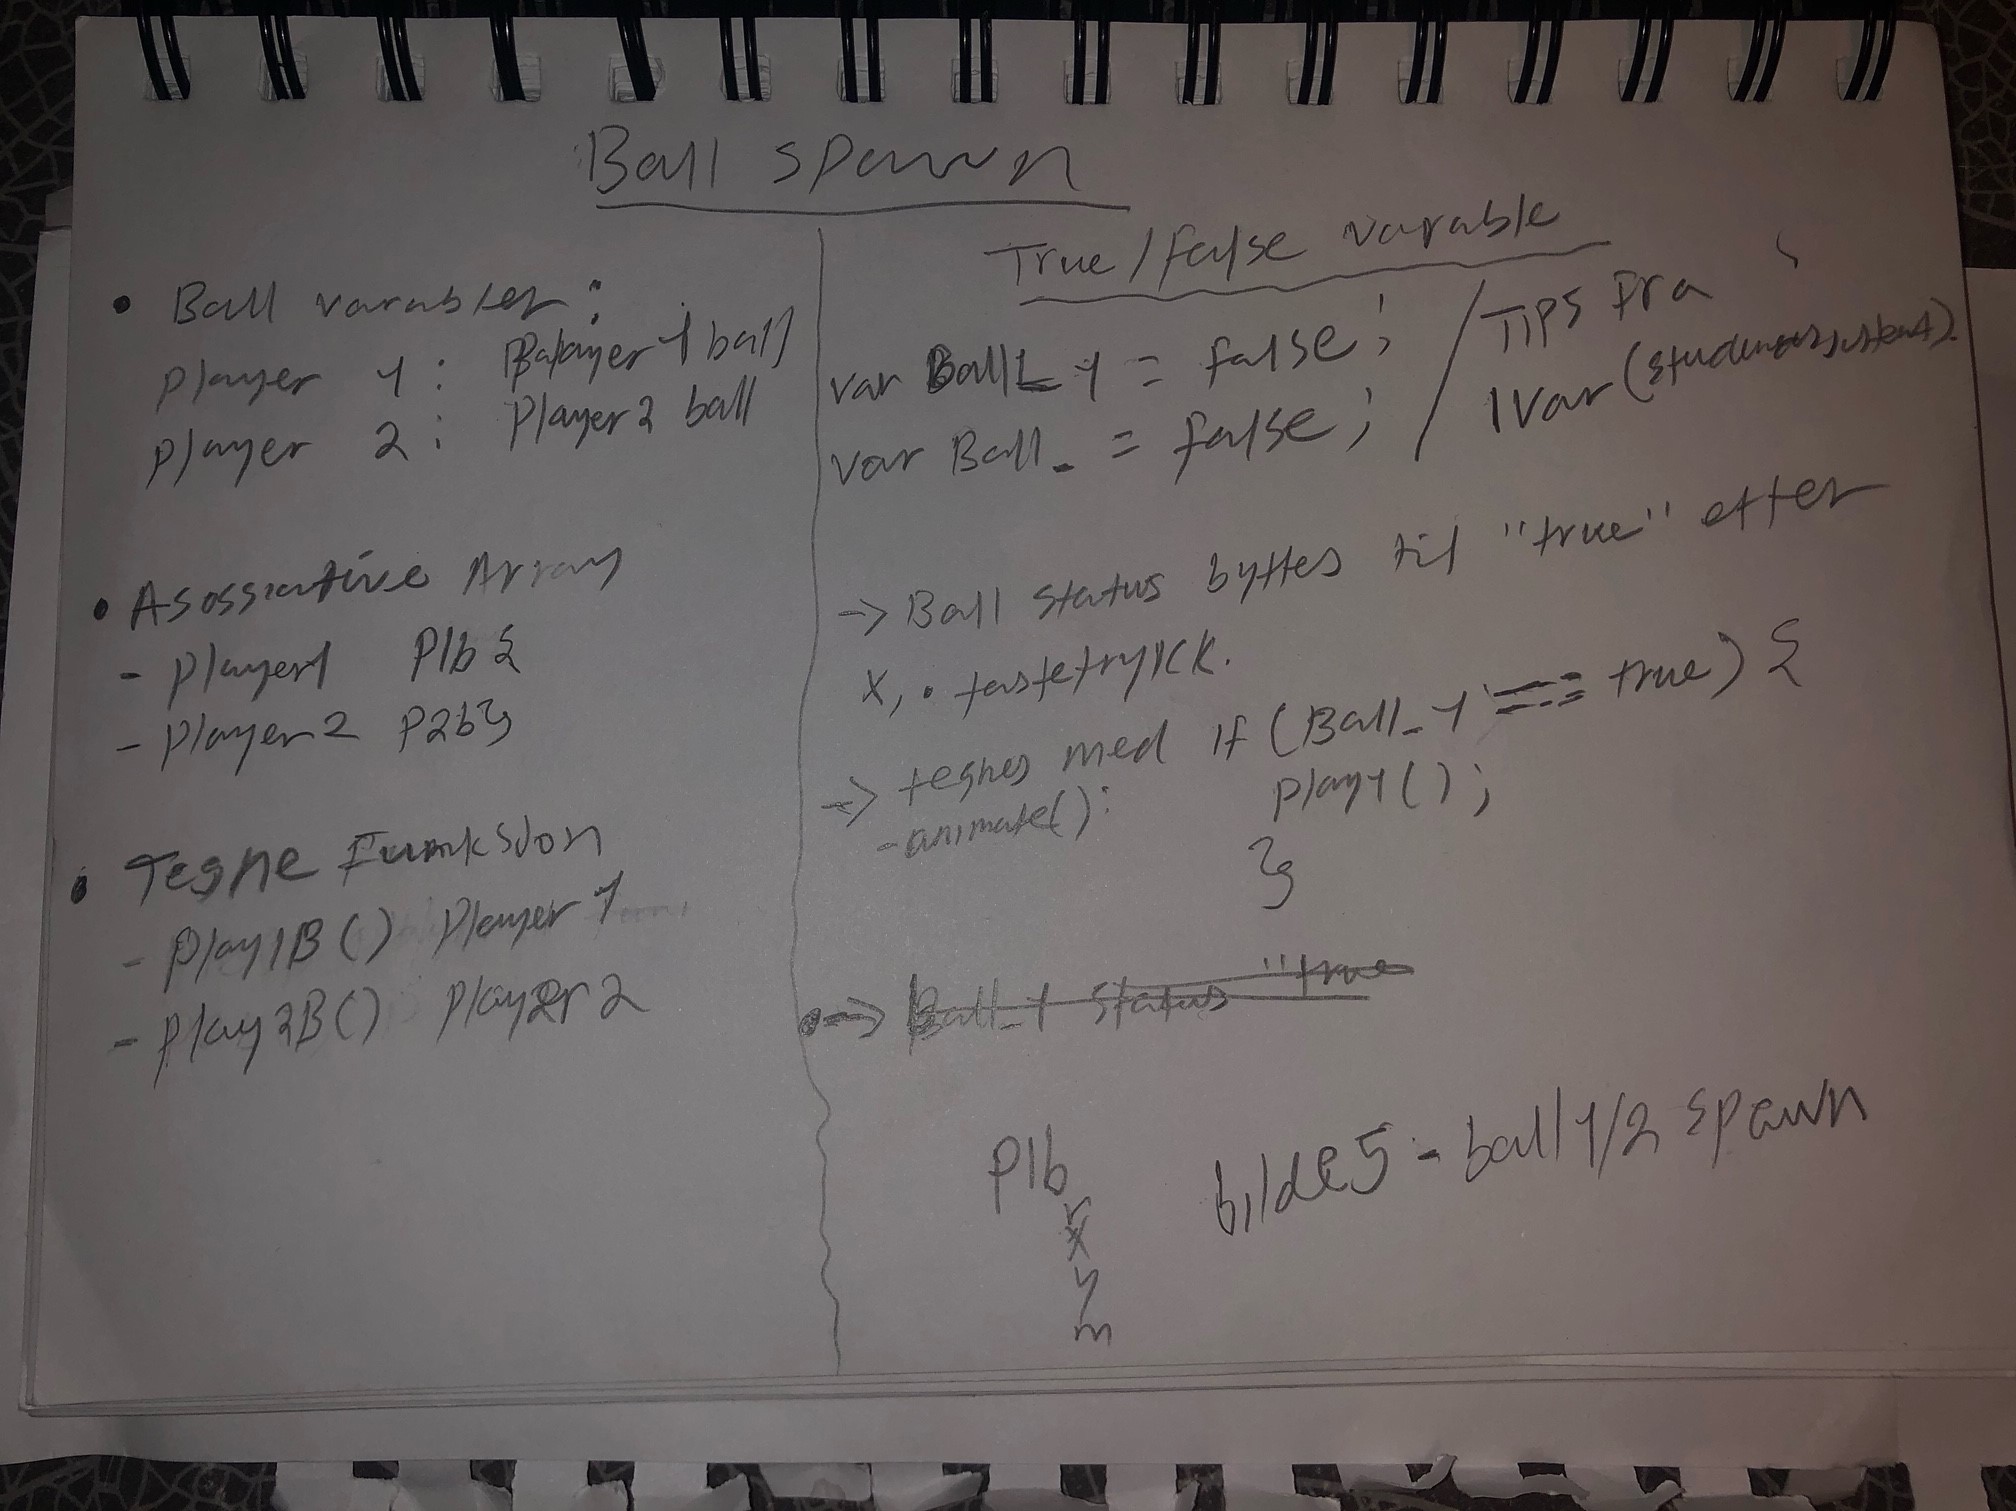 Ball spawn
• Ball varabler:
Player 1: Player 1 ball
Player 2: Player 2 ball
• Asossiative Array
- Player1 P1b {
- Player2 P2b }
• Tegne Funksjon
- Play1B() Player 1
- Play2B() Player 2
True/false varable
var Ball_1 = false; / TIPS Fra
var Ball_ = false; / Ivar (studentassistent).
-> Ball status byttes til "true" etter
X, . tastetrykk.
-> tegnes med if (Ball_1 == true) {
- animate(): play1();
}
-> Ball_1 status "true
P1b
r
x
y
m
bilde5 - ball 1/2 spawn